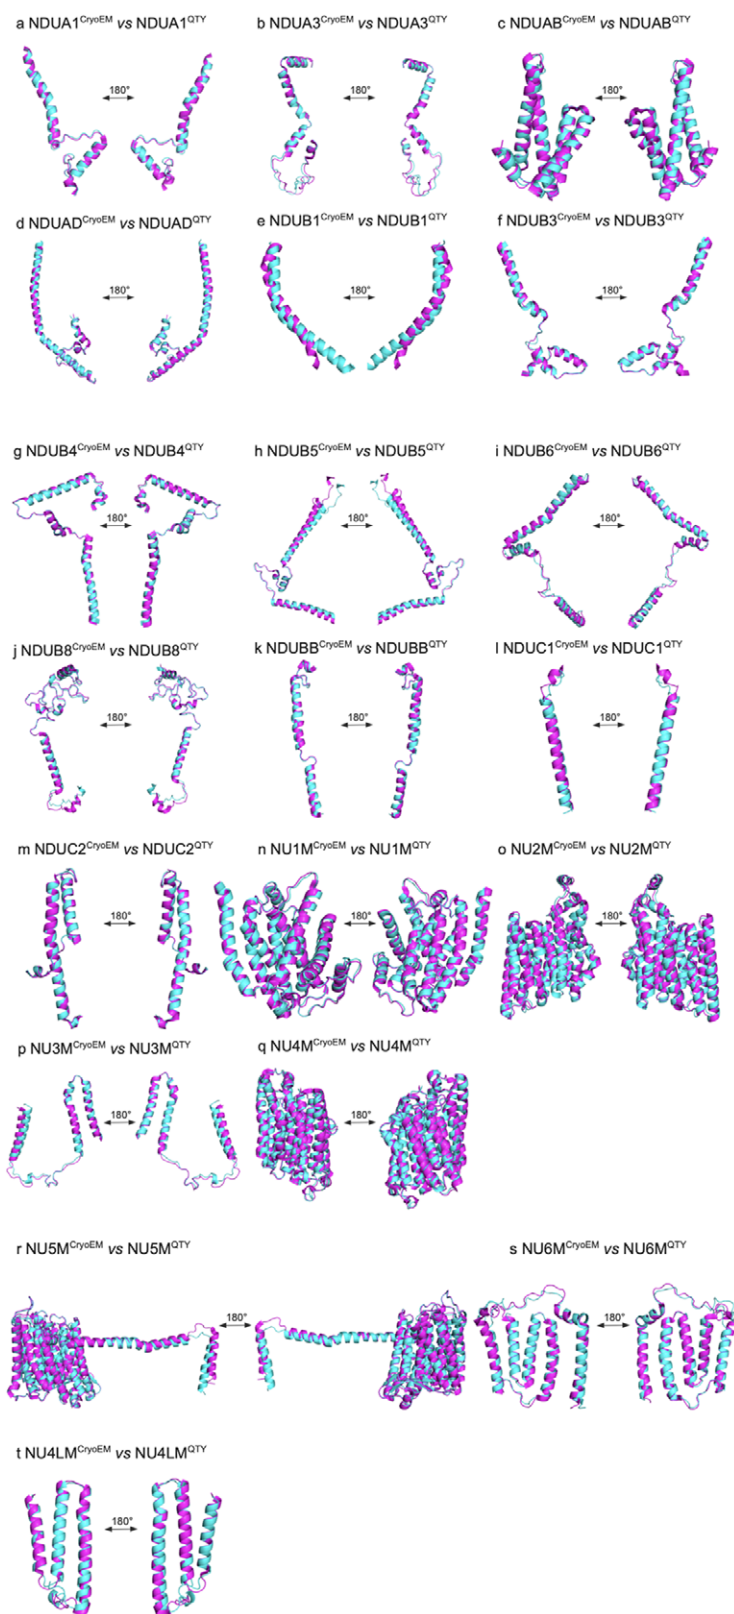 a NDUA1CryoEM vs NDUA1QTY
b NDUA3CryoEM vs NDUA3QTY
c NDUABCryoEM vs NDUABQTY
180°
180°
180°
d NDUADCryoEM vs NDUADQTY
e NDUB1CryoEM vs NDUB1QTY
f NDUB3CryoEM vs NDUB3QTY
180°
180°
180°
g NDUB4CryoEM vs NDUB4QTY
h NDUB5CryoEM vs NDUB5QTY
i NDUB6CryoEM vs NDUB6QTY
180°
180°
180°
j NDUB8CryoEM vs NDUB8QTY
k NDUBBCryoEM vs NDUBBQTY
l NDUC1CryoEM vs NDUC1QTY
180°
180°
180°
m NDUC2CryoEM vs NDUC2QTY
n NU1MCryoEM vs NU1MQTY
o NU2MCryoEM vs NU2MQTY
180°
180°
180°
p NU3MCryoEM vs NU3MQTY
q NU4MCryoEM vs NU4MQTY
180°
180°
r NU5MCryoEM vs NU5MQTY
s NU6MCryoEM vs NU6MQTY
180°
180°
t NU4LMCryoEM vs NU4LMQTY
180°